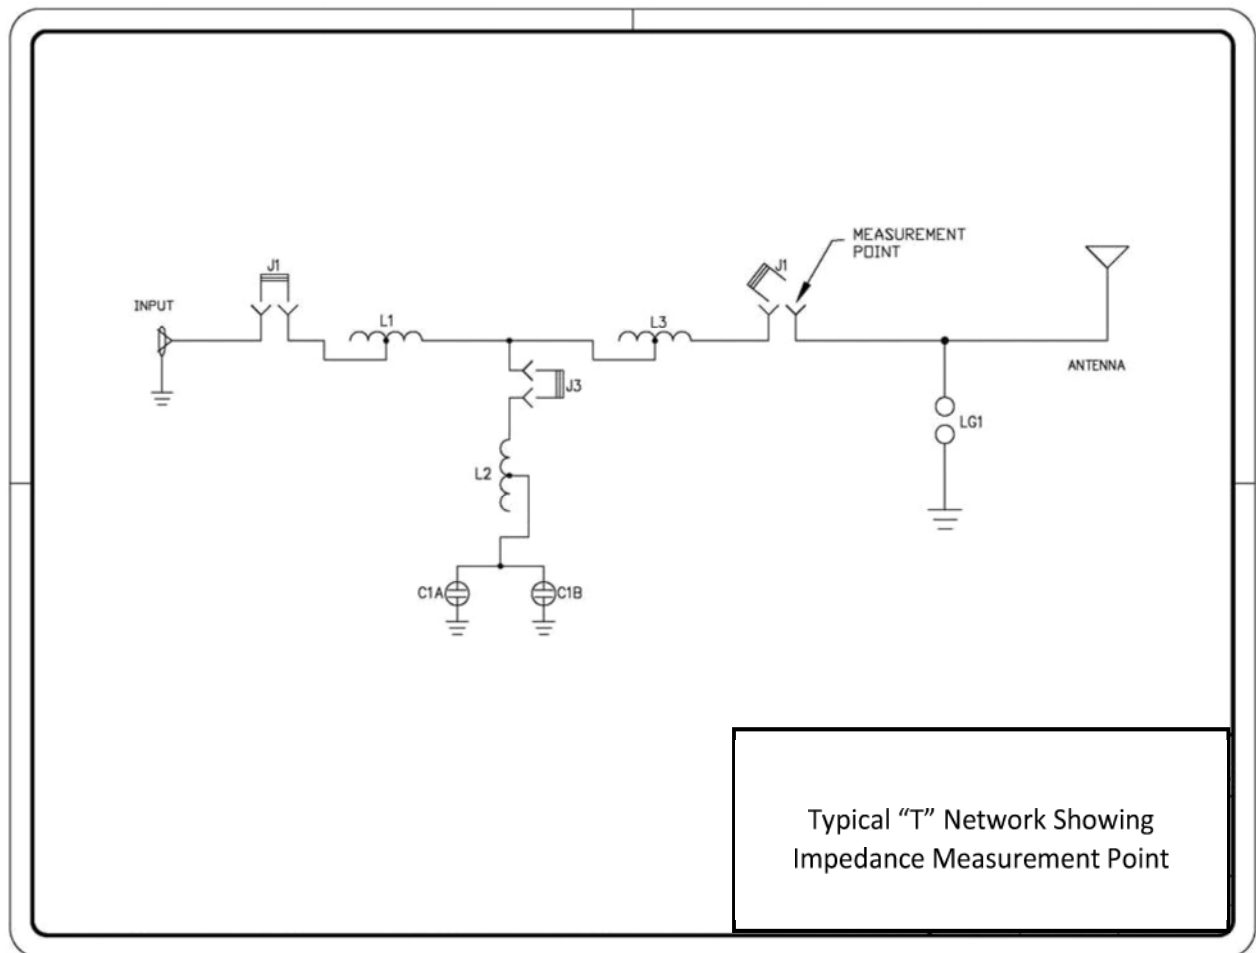 MEASUREMENT
POINT
J1
J1
INPUT
L1
L3
ANTENNA
J3
LG1
L2
C1A
C1B
Typical “T” Network Showing
Impedance Measurement Point